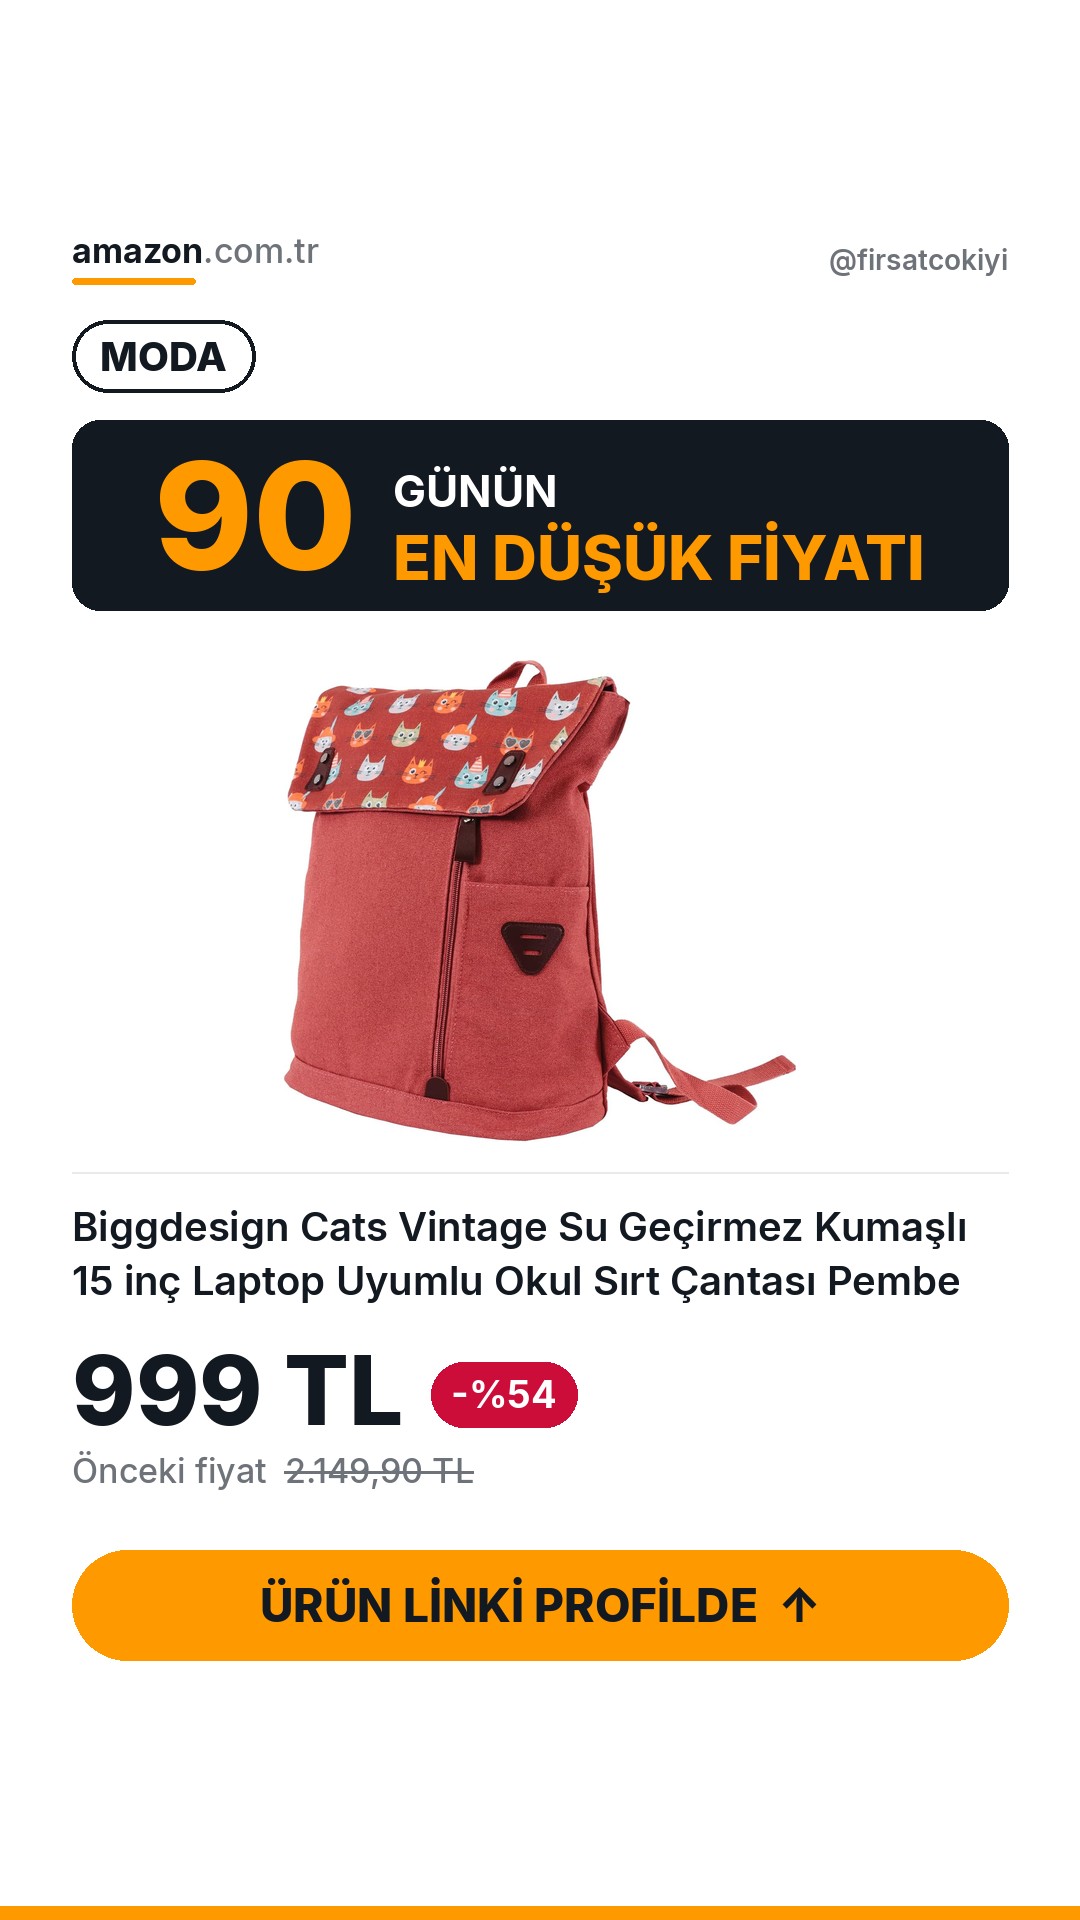 amazon.com.tr
@firsatcokiyi
MODA
90
GÜNÜN
EN DÜŞÜK FİYATI
Biggdesign Cats Vintage Su Geçirmez Kumaşlı
15 inç Laptop Uyumlu Okul Sırt Çantası Pembe
999 TL -%54
Önceki fiyat 2.149,90 TL
ÜRÜN LİNKİ PROFİLDE ↑